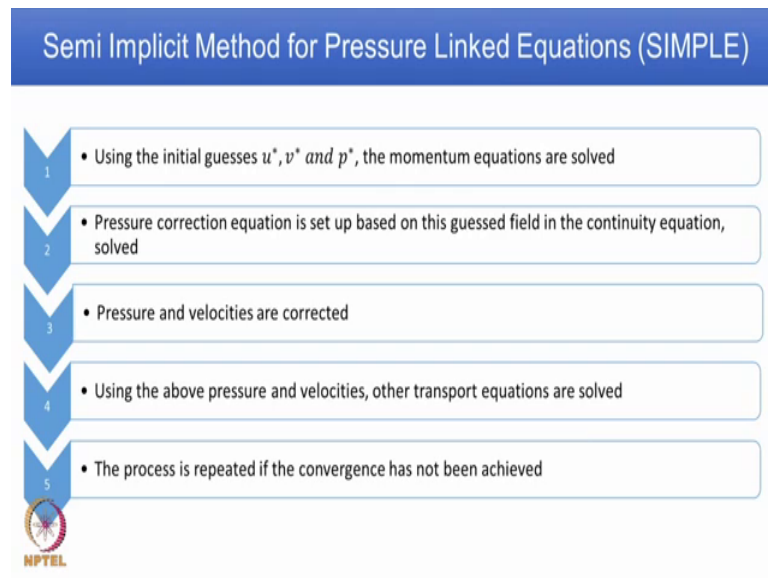 Semi Implicit Method for Pressure Linked Equations (SIMPLE)
1
• Using the initial guesses u*, v* and p*, the momentum equations are solved
2
• Pressure correction equation is set up based on this guessed field in the continuity equation,
solved
3
• Pressure and velocities are corrected
4
• Using the above pressure and velocities, other transport equations are solved
5
• The process is repeated if the convergence has not been achieved
NPTEL